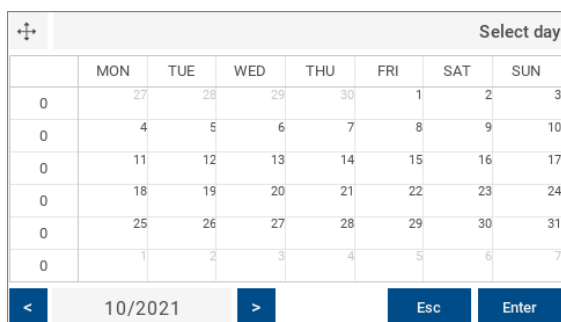 Select day
MON TUE WED THU FRI SAT SUN
0 27 28 29 30 1 2 3
0 4 5 6 7 8 9 10
0 11 12 13 14 15 16 17
0 18 19 20 21 22 23 24
0 25 26 27 28 29 30 31
0 1 2 3 4 5 6 7
< 10/2021 > Esc Enter